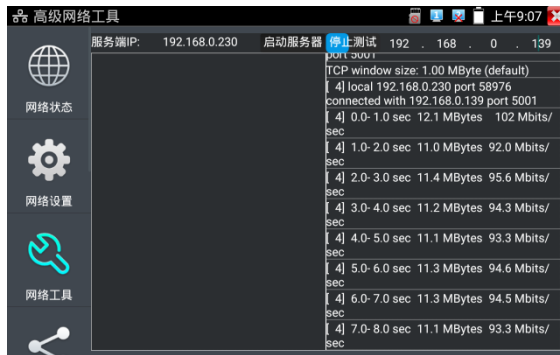 高级网络工具
上午9:07
服务端IP: 192.168.0.230 启动服务器 停止测试 192 . 168 . 0 . 139
port 5001
TCP window size: 1.00 MByte (default)
[ 4] local 192.168.0.230 port 58976
connected with 192.168.0.139 port 5001
[ 4] 0.0- 1.0 sec 12.1 MBytes 102 Mbits/
sec
[ 4] 1.0- 2.0 sec 11.0 MBytes 92.0 Mbits/
sec
[ 4] 2.0- 3.0 sec 11.4 MBytes 95.6 Mbits/
sec
[ 4] 3.0- 4.0 sec 11.2 MBytes 94.3 Mbits/
sec
[ 4] 4.0- 5.0 sec 11.1 MBytes 93.3 Mbits/
sec
[ 4] 5.0- 6.0 sec 11.3 MBytes 94.6 Mbits/
sec
[ 4] 6.0- 7.0 sec 11.3 MBytes 94.5 Mbits/
sec
[ 4] 7.0- 8.0 sec 11.1 MBytes 93.3 Mbits/
sec
网络状态
网络设置
网络工具